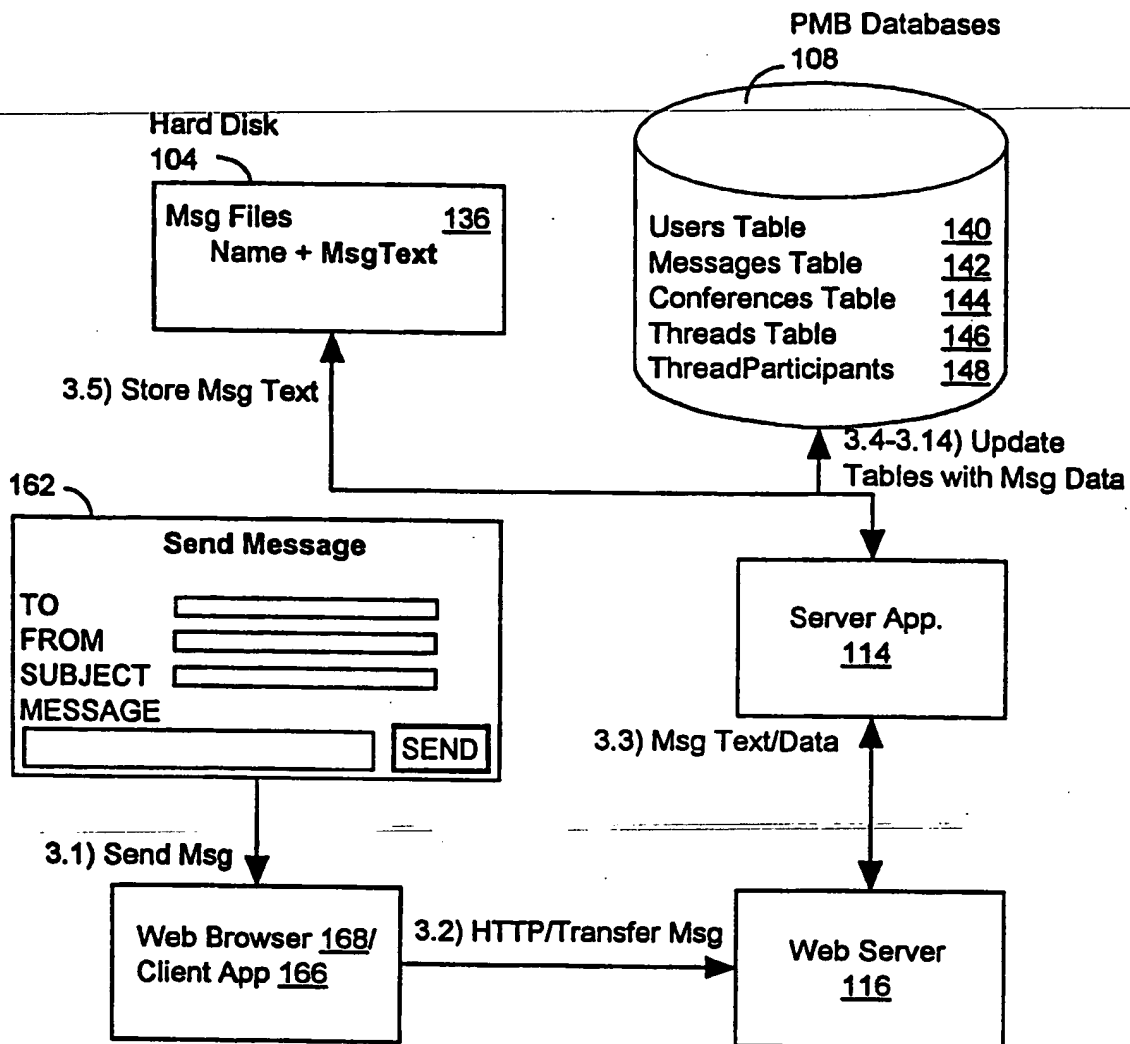 PMB Databases
108
Hard Disk
104
Msg Files 136
Name + MsgText
Users Table 140
Messages Table 142
Conferences Table 144
Threads Table 146
ThreadParticipants 148
3.5) Store Msg Text
3.4-3.14) Update
Tables with Msg Data
162
Send Message
TO
FROM
SUBJECT
MESSAGE
SEND
Server App.
114
3.3) Msg Text/Data
3.1) Send Msg
Web Browser 168/
Client App 166
3.2) HTTP/Transfer Msg
Web Server
116